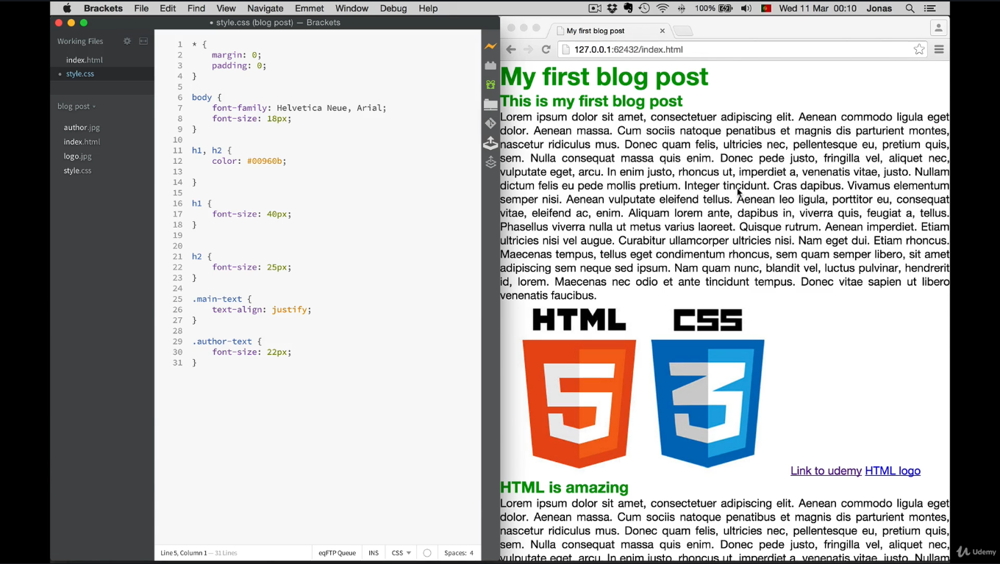 Brackets File Edit Find View Navigate Emmet Window Debug Help 100% Wed 11 Mar 00:10 Jonas
• style.css (blog post) — Brackets
Working Files
index.html
• style.css
blog post
author.jpg
index.html
logo.jpg
style.css
1 * {
2 margin: 0;
3 padding: 0;
4 }
5
6 body {
7 font-family: Helvetica Neue, Arial;
8 font-size: 18px;
9 }
10
11 h1, h2 {
12 color: #00960b;
13
14 }
15
16 h1 {
17 font-size: 40px;
18 }
19
20
21 h2 {
22 font-size: 25px;
23 }
24
25 .main-text {
26 text-align: justify;
27 }
28
29 .author-text {
30 font-size: 22px;
31 }
Line 5, Column 1 — 31 Lines
eqFTP Queue INS CSS Spaces: 4
My first blog post
127.0.0.1:62432/index.html
My first blog post
This is my first blog post
Lorem ipsum dolor sit amet, consectetuer adipiscing elit. Aenean commodo ligula eget
dolor. Aenean massa. Cum sociis natoque penatibus et magnis dis parturient montes,
nascetur ridiculus mus. Donec quam felis, ultricies nec, pellentesque eu, pretium quis,
sem. Nulla consequat massa quis enim. Donec pede justo, fringilla vel, aliquet nec,
vulputate eget, arcu. In enim justo, rhoncus ut, imperdiet a, venenatis vitae, justo. Nullam
dictum felis eu pede mollis pretium. Integer tincidunt. Cras dapibus. Vivamus elementum
semper nisi. Aenean vulputate eleifend tellus. Aenean leo ligula, porttitor eu, consequat
vitae, eleifend ac, enim. Aliquam lorem ante, dapibus in, viverra quis, feugiat a, tellus.
Phasellus viverra nulla ut metus varius laoreet. Quisque rutrum. Aenean imperdiet. Etiam
ultricies nisi vel augue. Curabitur ullamcorper ultricies nisi. Nam eget dui. Etiam rhoncus.
Maecenas tempus, tellus eget condimentum rhoncus, sem quam semper libero, sit amet
adipiscing sem neque sed ipsum. Nam quam nunc, blandit vel, luctus pulvinar, hendrerit
id, lorem. Maecenas nec odio et ante tincidunt tempus. Donec vitae sapien ut libero
venenatis faucibus.
HTML CSS
5 3
Link to udemy HTML logo
HTML is amazing
Lorem ipsum dolor sit amet, consectetuer adipiscing elit. Aenean commodo ligula eget
dolor. Aenean massa. Cum sociis natoque penatibus et magnis dis parturient montes,
nascetur ridiculus mus. Donec quam felis, ultricies nec, pellentesque eu, pretium quis,
sem. Nulla consequat massa quis enim. Donec pede justo, fringilla vel, aliquet nec,
vulputate eget, arcu. In enim justo, rhoncus ut, imperdiet a, venenatis vitae, justo. Nullam
Udemy